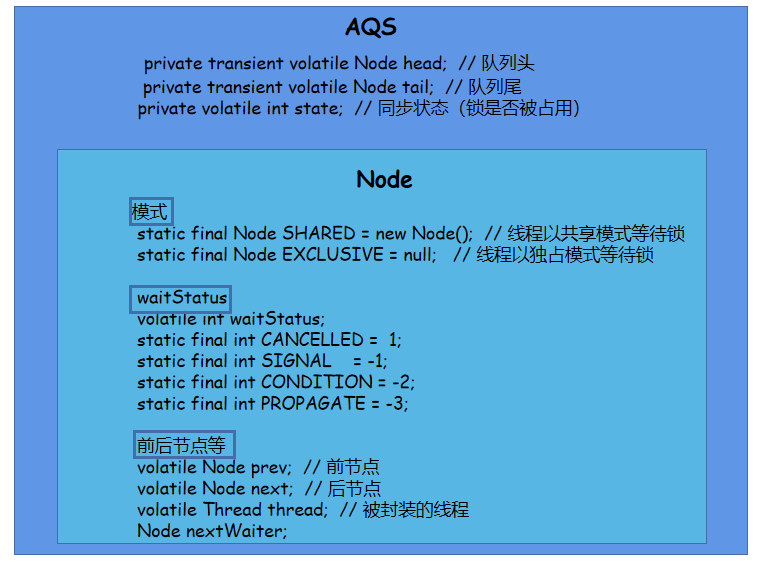 AQS
private transient volatile Node head;  // 队列头
private transient volatile Node tail;  // 队列尾
private volatile int state;  // 同步状态（锁是否被占用）
Node
模式
static final Node SHARED = new Node();  // 线程以共享模式等待锁
static final Node EXCLUSIVE = null;   // 线程以独占模式等待锁
waitStatus
volatile int waitStatus;
static final int CANCELLED =  1;
static final int SIGNAL    = -1;
static final int CONDITION = -2;
static final int PROPAGATE = -3;
前后节点等
volatile Node prev;  // 前节点
volatile Node next;  // 后节点
volatile Thread thread;  // 被封装的线程
Node nextWaiter;